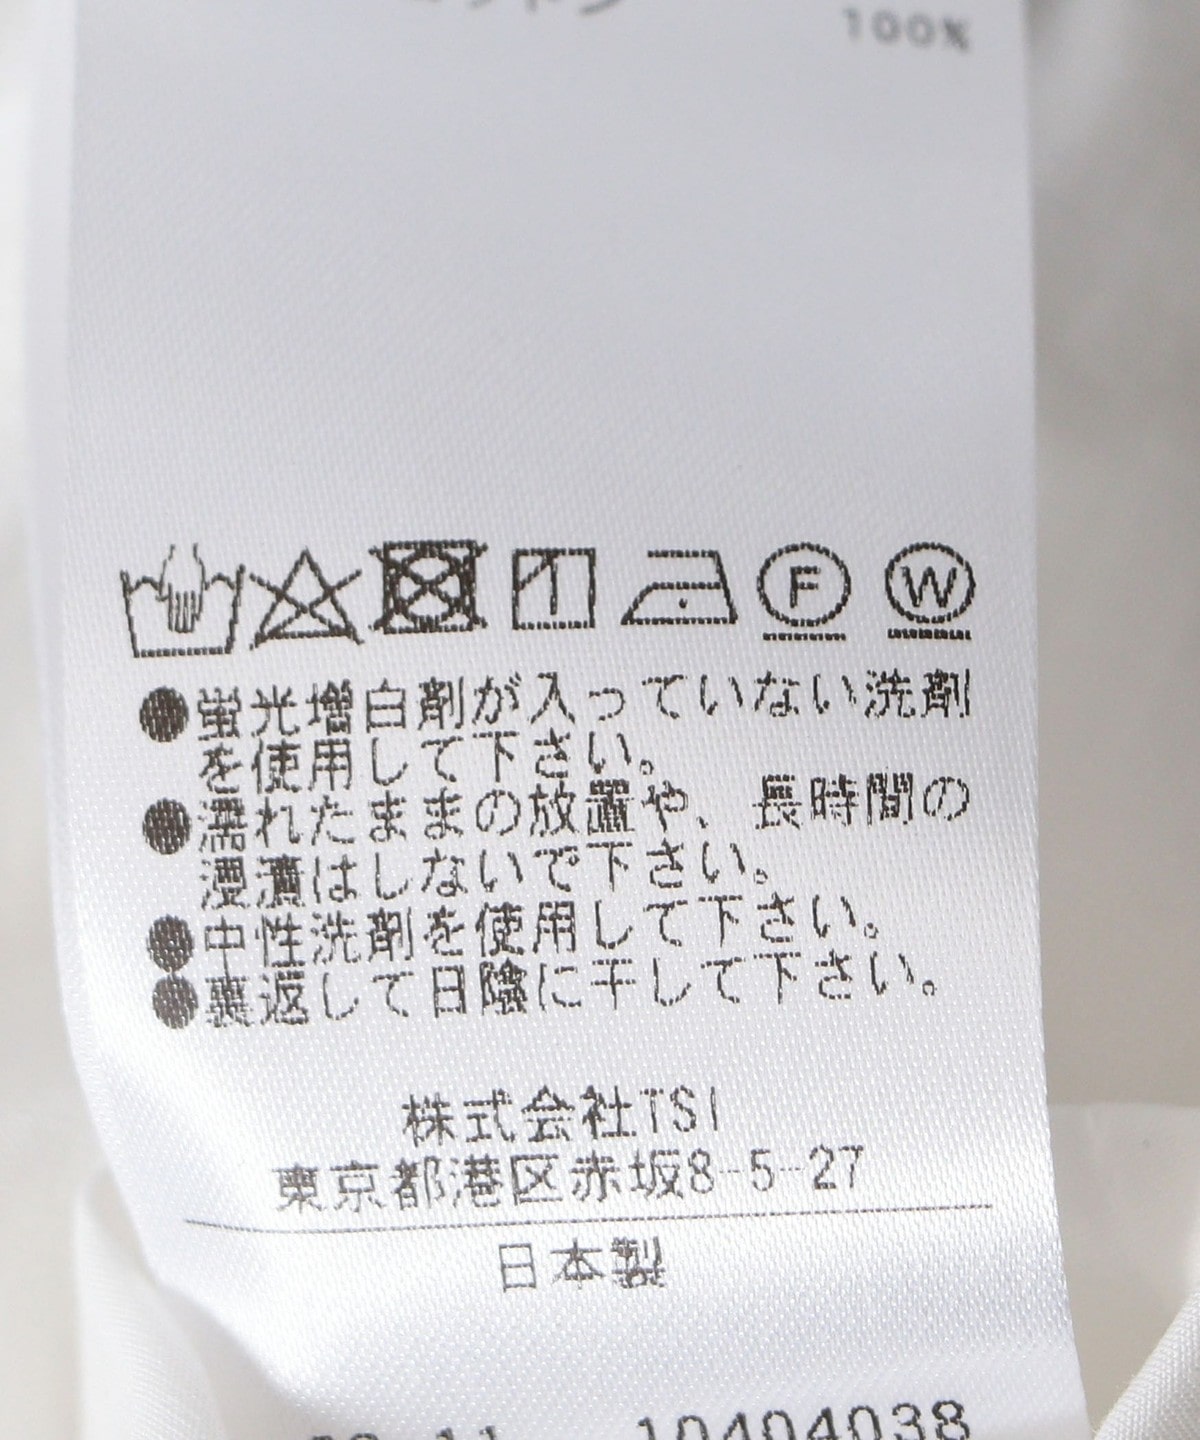 100%
F W
●蛍光増白剤が入っていない洗剤
を使用して下さい。
●濡れたままの放置や、長時間の
浸漬はしないで下さい。
●中性洗剤を使用して下さい。
●裏返して日陰に干して下さい。
株式会社TSI
東京都港区赤坂8-5-27
日本製
10404038